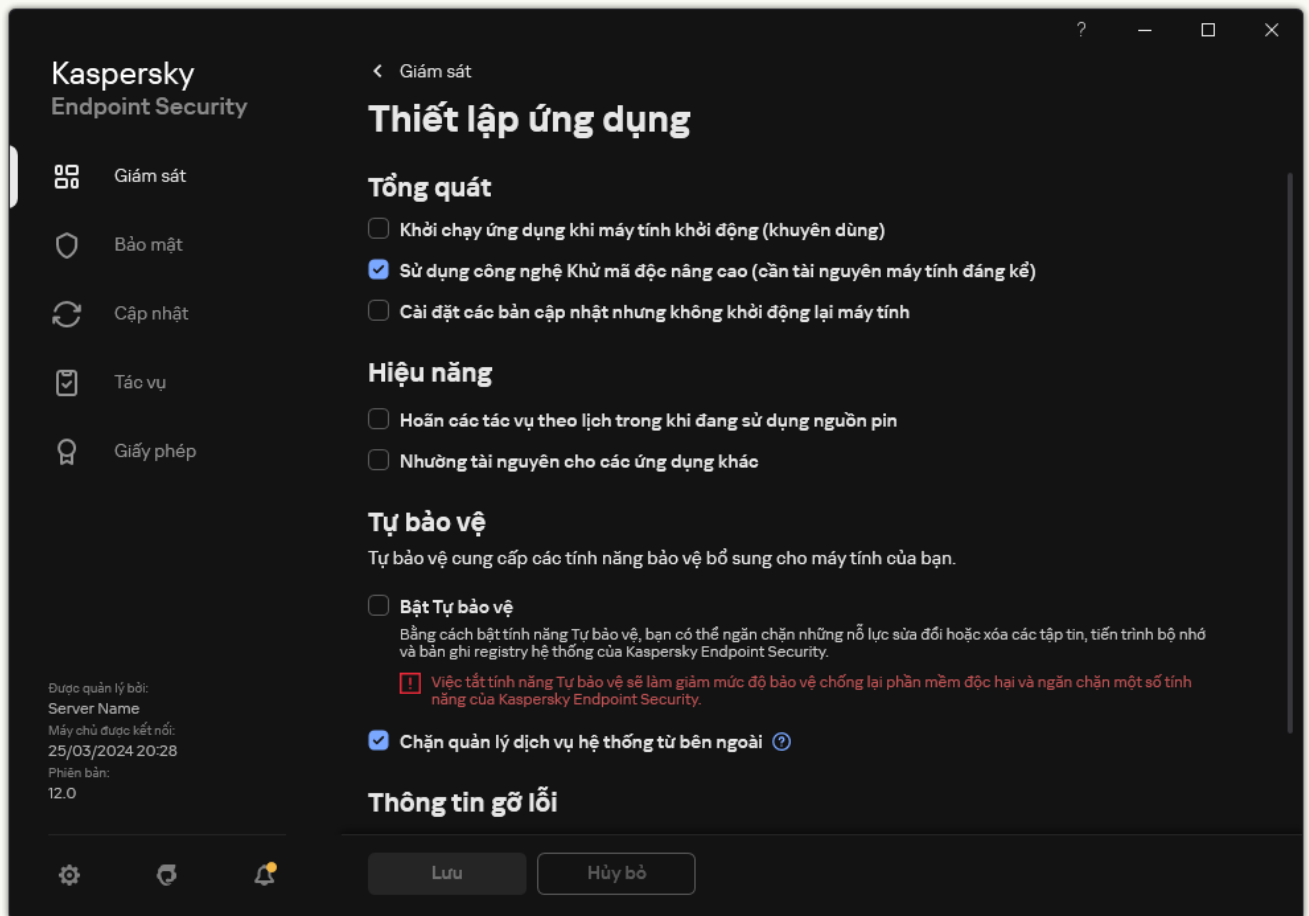 Kaspersky
Endpoint Security
Giám sát
Bảo mật
Cập nhật
Tác vụ
Giấy phép
Được quản lý bởi:
Server Name
Máy chủ được kết nối:
25/03/2024 20:28
Phiên bản:
12.0
?
Giám sát
Thiết lập ứng dụng
Tổng quát
Khởi chạy ứng dụng khi máy tính khởi động (khuyên dùng)
Sử dụng công nghệ Khử mã độc nâng cao (cần tài nguyên máy tính đáng kể)
Cài đặt các bản cập nhật nhưng không khởi động lại máy tính
Hiệu năng
Hoãn các tác vụ theo lịch trong khi đang sử dụng nguồn pin
Nhường tài nguyên cho các ứng dụng khác
Tự bảo vệ
Tự bảo vệ cung cấp các tính năng bảo vệ bổ sung cho máy tính của bạn.
Bật Tự bảo vệ
Bằng cách bật tính năng Tự bảo vệ, bạn có thể ngăn chặn những nỗ lực sửa đổi hoặc xóa các tập tin, tiến trình bộ nhớ
và bản ghi registry hệ thống của Kaspersky Endpoint Security.
! Việc tắt tính năng Tự bảo vệ sẽ làm giảm mức độ bảo vệ chống lại phần mềm độc hại và ngăn chặn một số tính
năng của Kaspersky Endpoint Security.
Chặn quản lý dịch vụ hệ thống từ bên ngoài ?
Thông tin gỡ lỗi
Lưu
Hủy bỏ